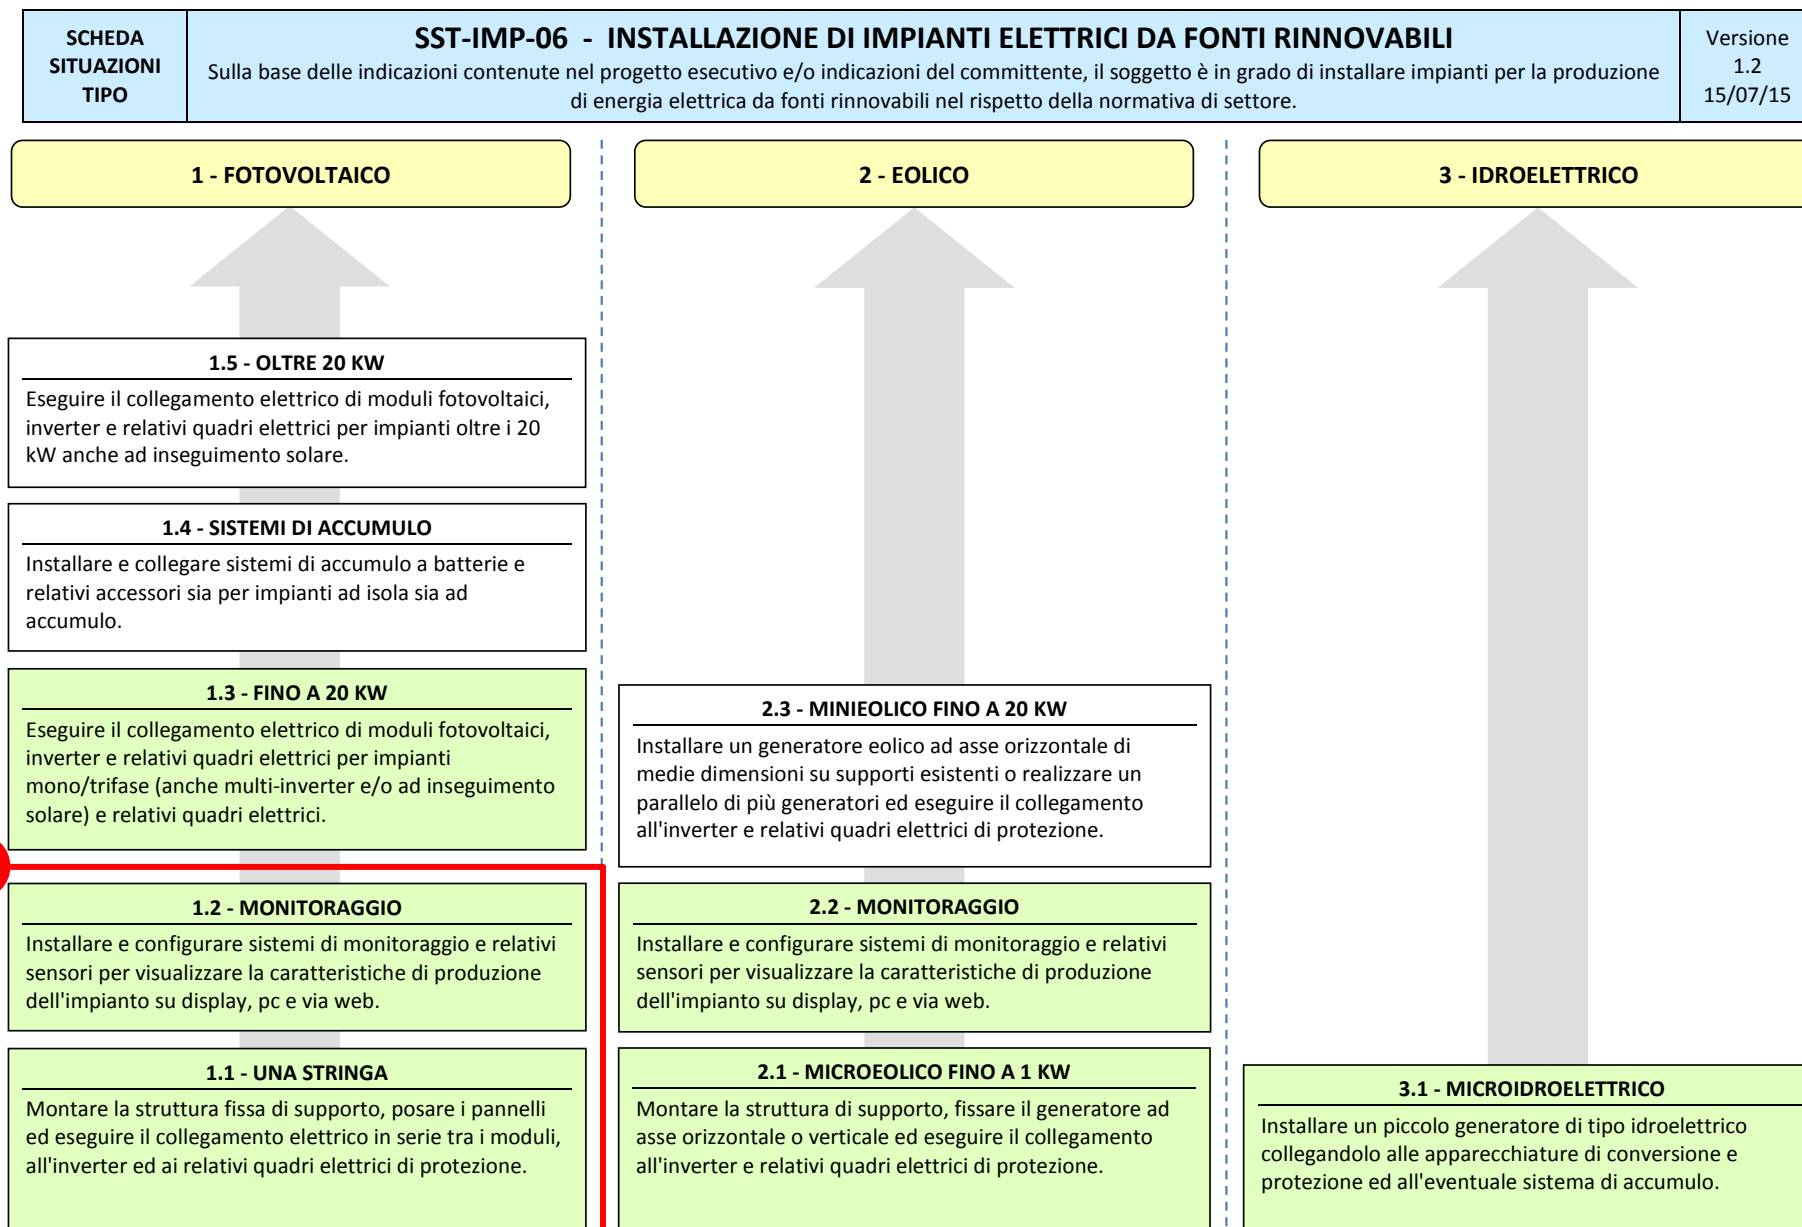 SCHEDA
SITUAZIONI
TIPO
SST-IMP-06 - INSTALLAZIONE DI IMPIANTI ELETTRICI DA FONTI RINNOVABILI
Sulla base delle indicazioni contenute nel progetto esecutivo e/o indicazioni del committente, il soggetto è in grado di installare impianti per la produzione
di energia elettrica da fonti rinnovabili nel rispetto della normativa di settore.
Versione
1.2
15/07/15
1 - FOTOVOLTAICO
1.5 - OLTRE 20 KW
Eseguire il collegamento elettrico di moduli fotovoltaici,
inverter e relativi quadri elettrici per impianti oltre i 20
kW anche ad inseguimento solare.
1.4 - SISTEMI DI ACCUMULO
Installare e collegare sistemi di accumulo a batterie e
relativi accessori sia per impianti ad isola sia ad
accumulo.
1.3 - FINO A 20 KW
Eseguire il collegamento elettrico di moduli fotovoltaici,
inverter e relativi quadri elettrici per impianti
mono/trifase (anche multi-inverter e/o ad inseguimento
solare) e relativi quadri elettrici.
1.2 - MONITORAGGIO
Installare e configurare sistemi di monitoraggio e relativi
sensori per visualizzare la caratteristiche di produzione
dell'impianto su display, pc e via web.
1.1 - UNA STRINGA
Montare la struttura fissa di supporto, posare i pannelli
ed eseguire il collegamento elettrico in serie tra i moduli,
all'inverter ed ai relativi quadri elettrici di protezione.
2 - EOLICO
2.3 - MINIEOLICO FINO A 20 KW
Installare un generatore eolico ad asse orizzontale di
medie dimensioni su supporti esistenti o realizzare un
parallelo di più generatori ed eseguire il collegamento
all'inverter e relativi quadri elettrici di protezione.
2.2 - MONITORAGGIO
Installare e configurare sistemi di monitoraggio e relativi
sensori per visualizzare la caratteristiche di produzione
dell'impianto su display, pc e via web.
2.1 - MICROEOLICO FINO A 1 KW
Montare la struttura di supporto, fissare il generatore ad
asse orizzontale o verticale ed eseguire il collegamento
all'inverter e relativi quadri elettrici di protezione.
3 - IDROELETTRICO
3.1 - MICROIDROELETTRICO
Installare un piccolo generatore di tipo idroelettrico
collegandolo alle apparecchiature di conversione e
protezione ed all'eventuale sistema di accumulo.